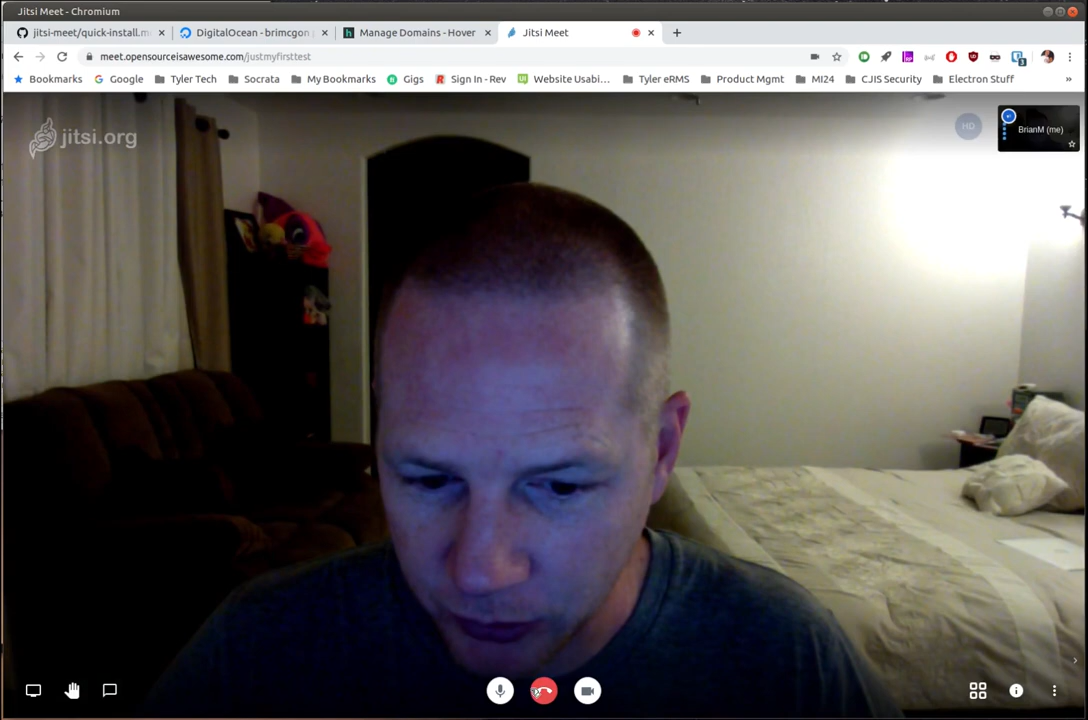 Jitsi Meet - Chromium
jitsi-meet/quick-install.m
DigitalOcean - brimcgon
Manage Domains - Hover
Jitsi Meet
meet.opensourceisawesome.com/justmyfirsttest
Bookmarks
Google
Tyler Tech
Socrata
My Bookmarks
Gigs
Sign In - Rev
Website Usabi...
Tyler eRMS
Product Mgmt
MI24
CJIS Security
Electron Stuff
»
jitsi.org
HD
BrianM (me)